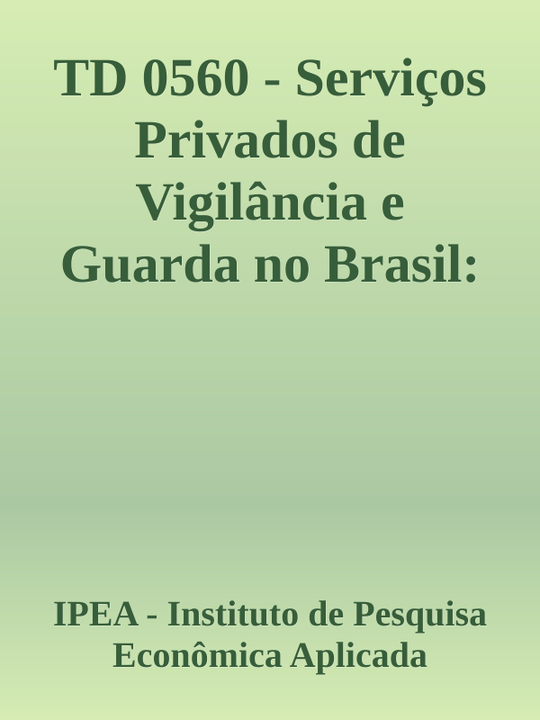 TD 0560 - Serviços
Privados de
Vigilância e
Guarda no Brasil:
IPEA - Instituto de Pesquisa
Econômica Aplicada